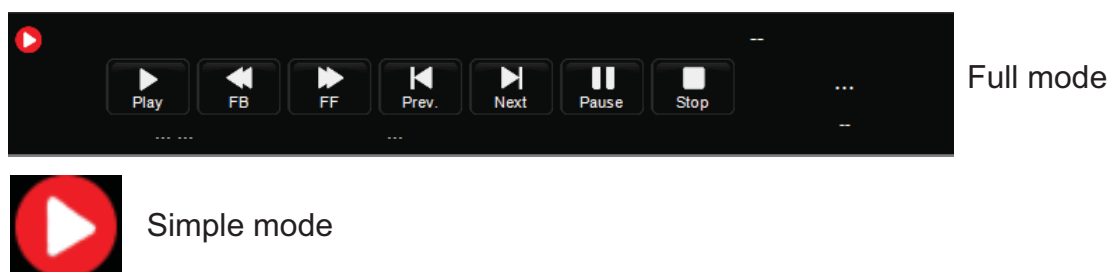 --
Full mode
Play FB FF Prev. Next Pause Stop
...
--
--- --- ---
Simple mode